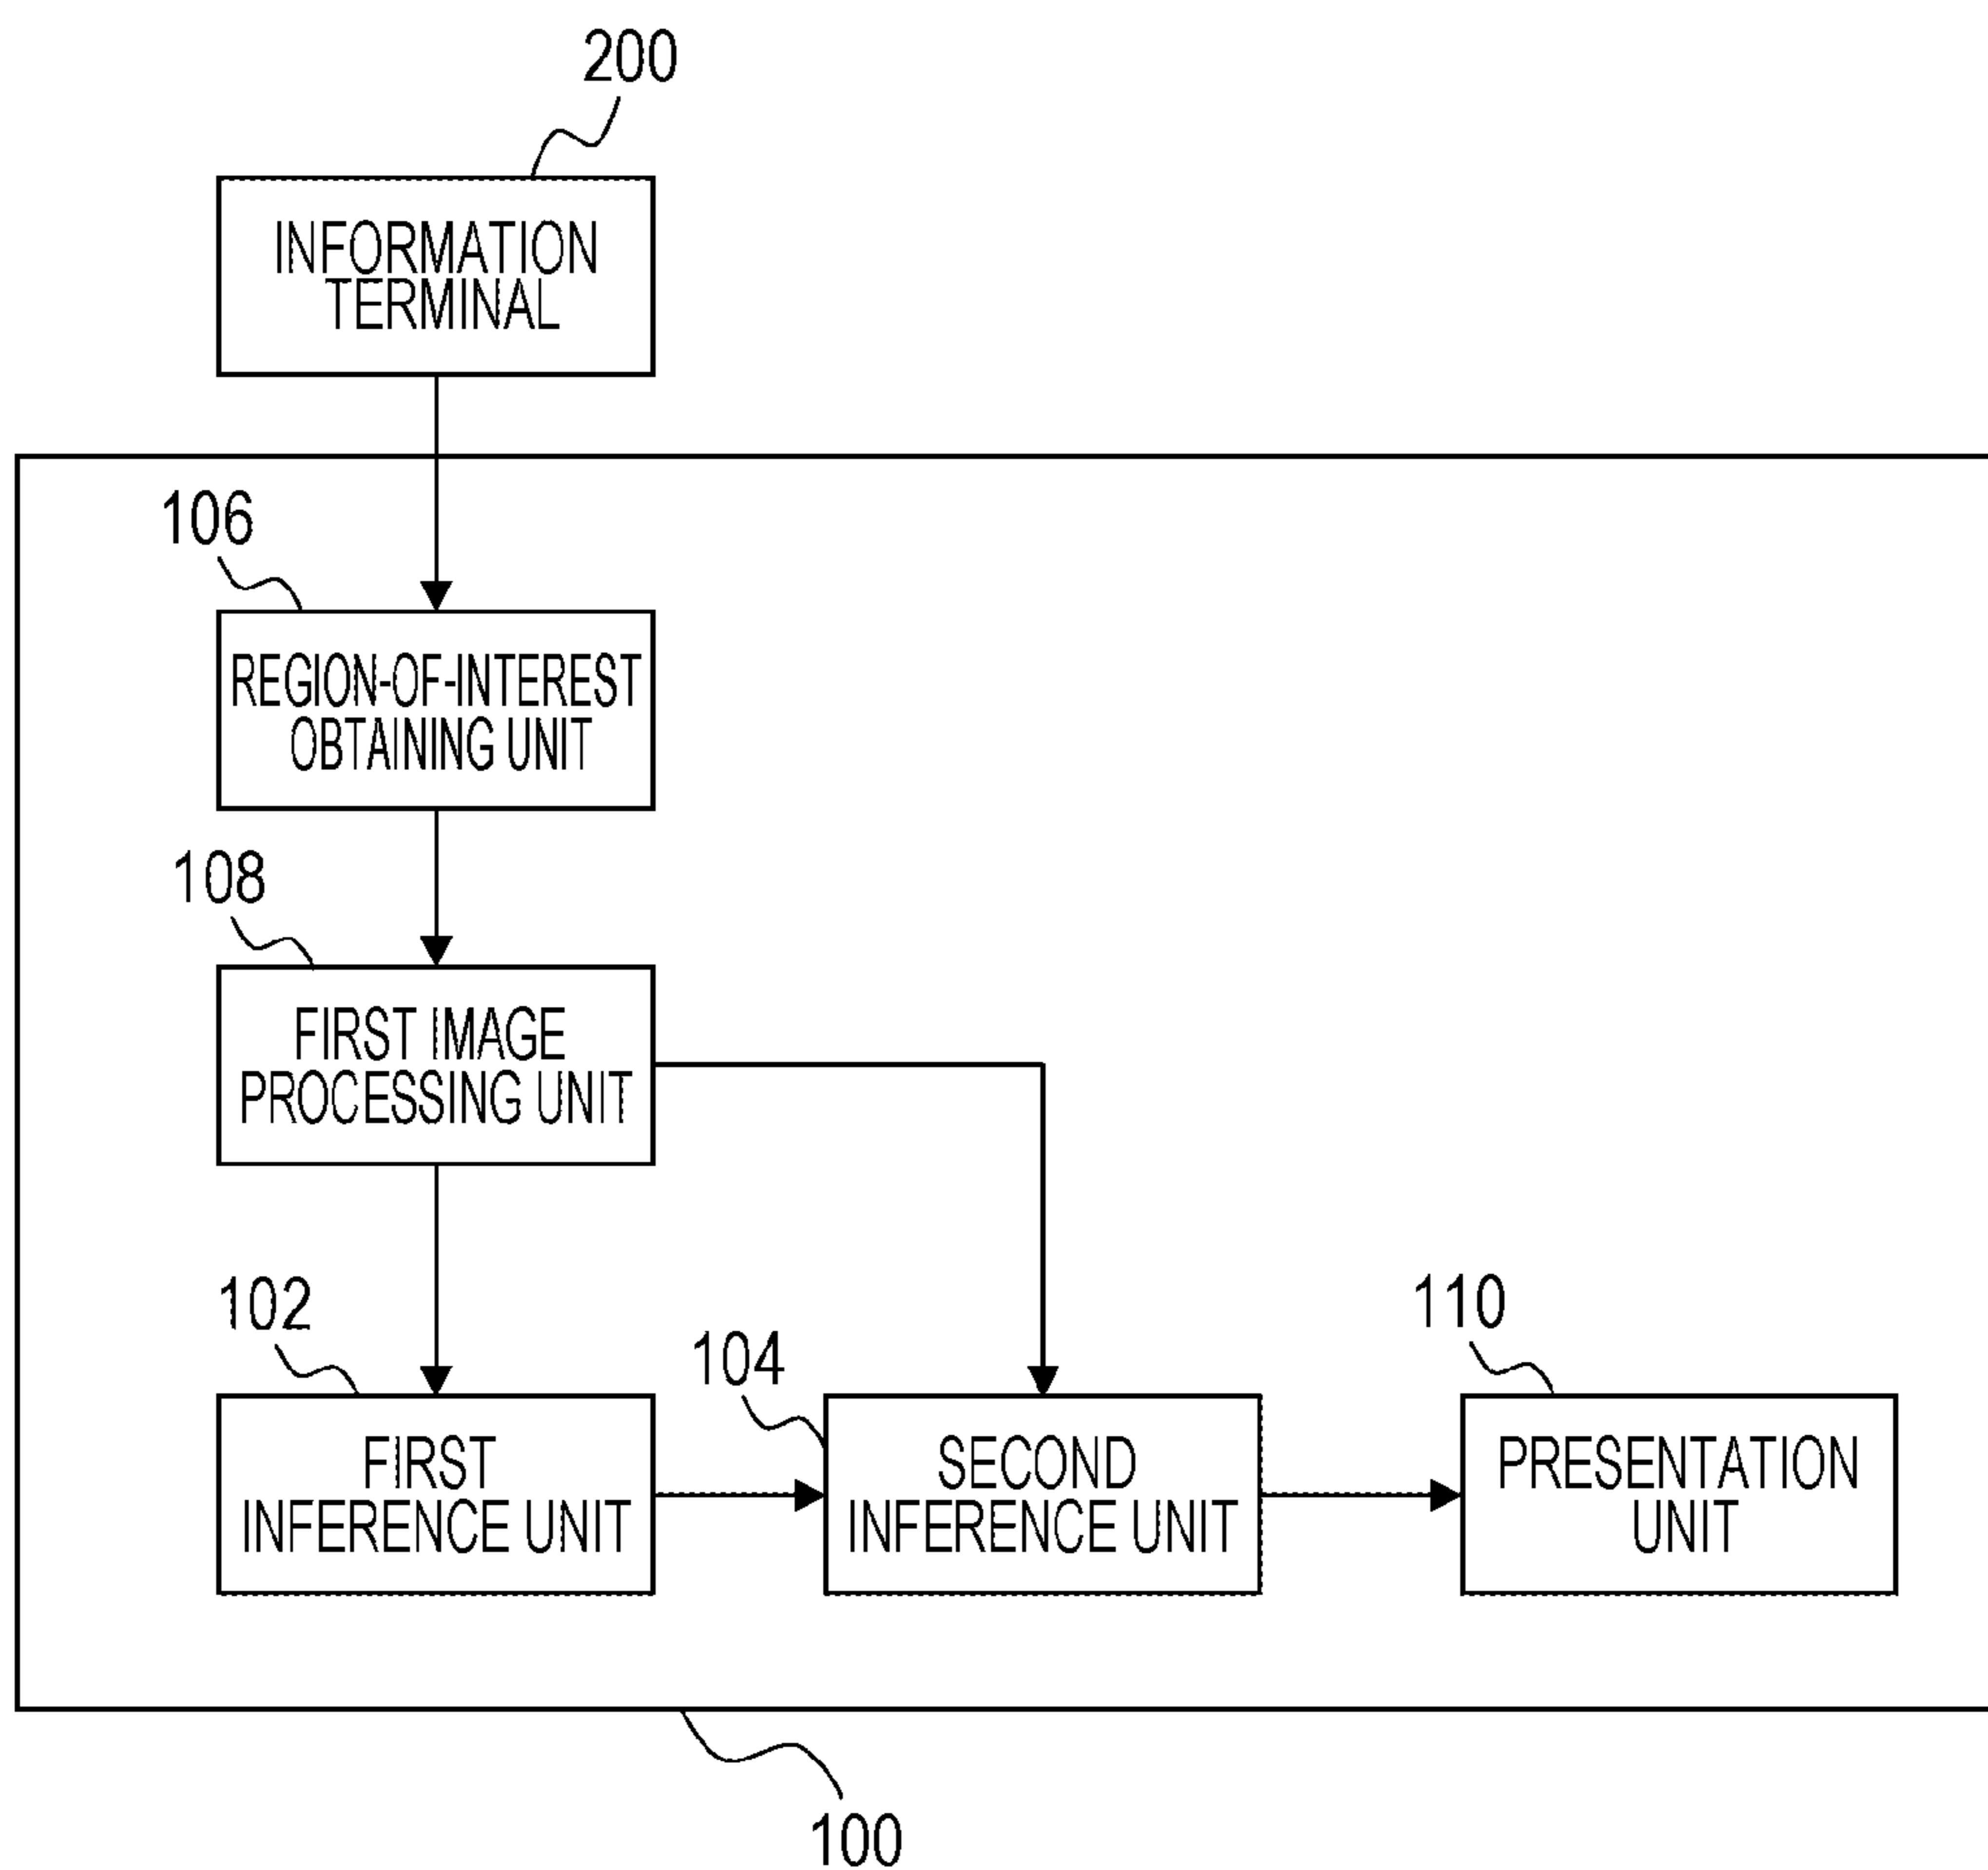 200
INFORMATION
TERMINAL
106
REGION-OF-INTEREST
OBTAINING UNIT
108
FIRST IMAGE
PROCESSING UNIT
102
FIRST
INFERENCE UNIT
104
SECOND
INFERENCE UNIT
110
PRESENTATION
UNIT
100